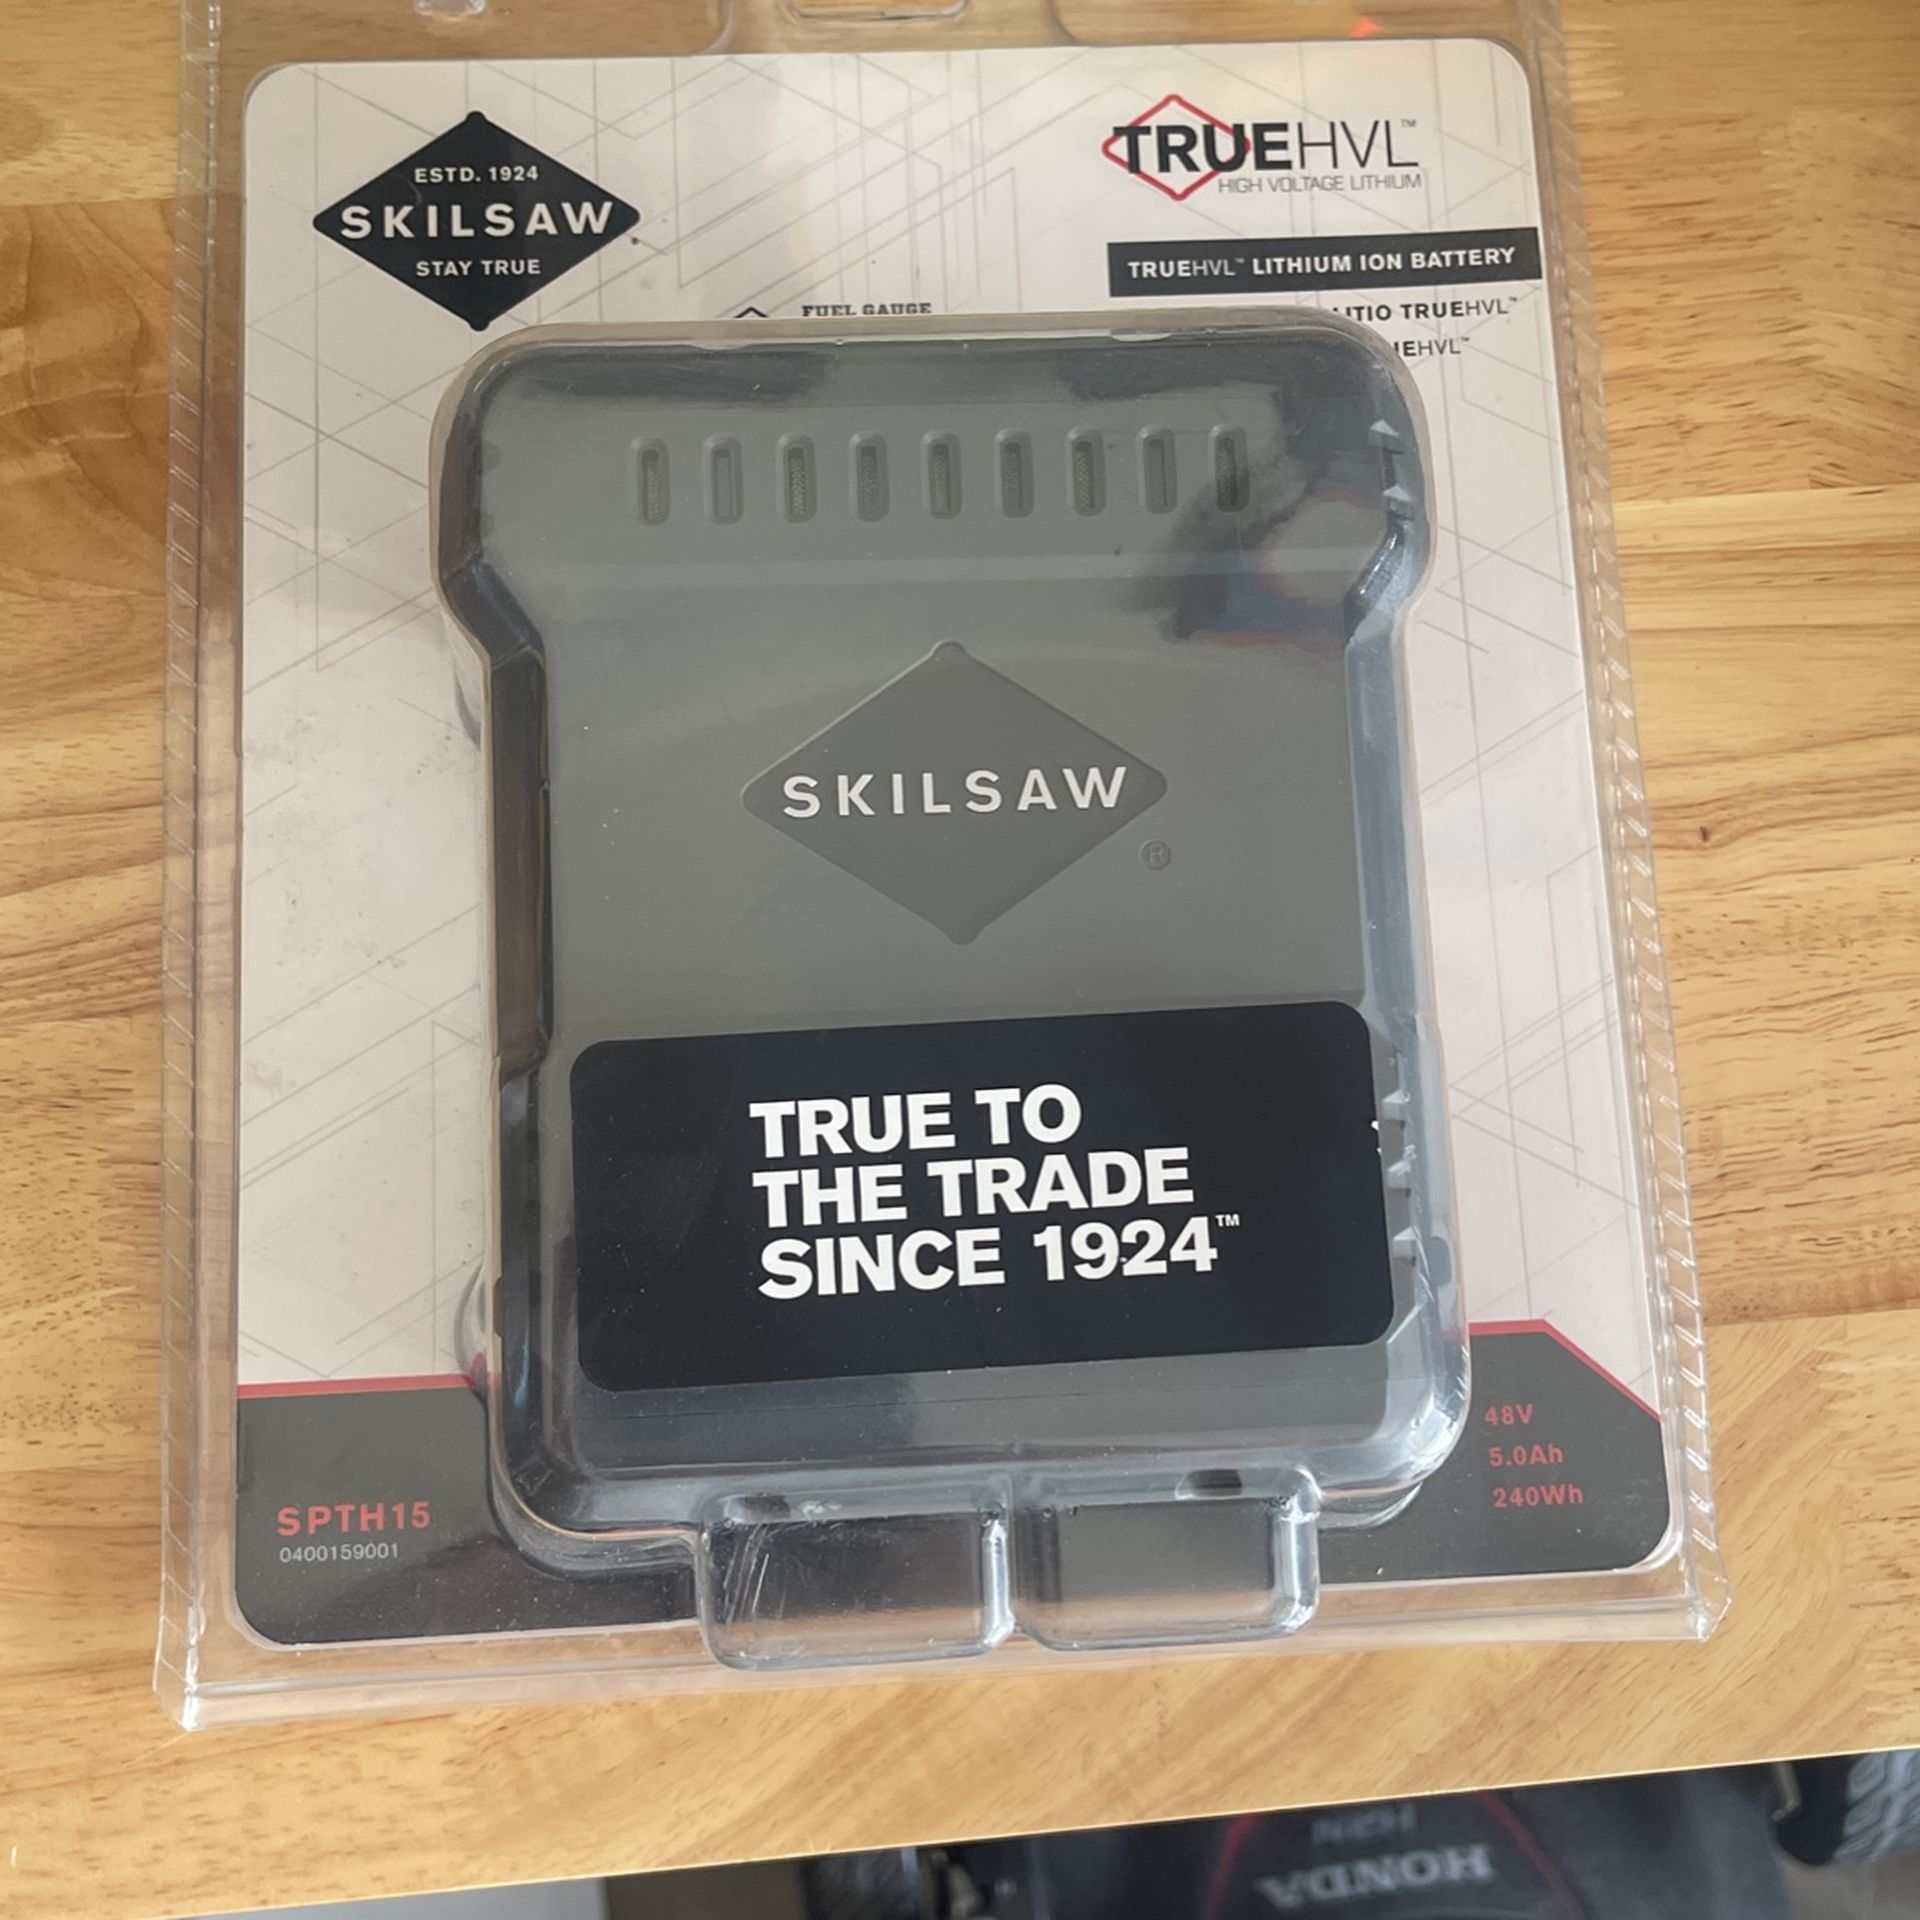 ESTD. 1924
SKILSAW
STAY TRUE
TRUEHVL™
HIGH VOLTAGE LITHIUM
TRUEHVL™ LITHIUM ION BATTERY
FUEL GAUGE
LITIO TRUEHVL™
HVL™
SKILSAW
®
TRUE TO
THE TRADE
SINCE 1924™
48V
5.0Ah
240Wh
SPTH15
0400159001
HONDA